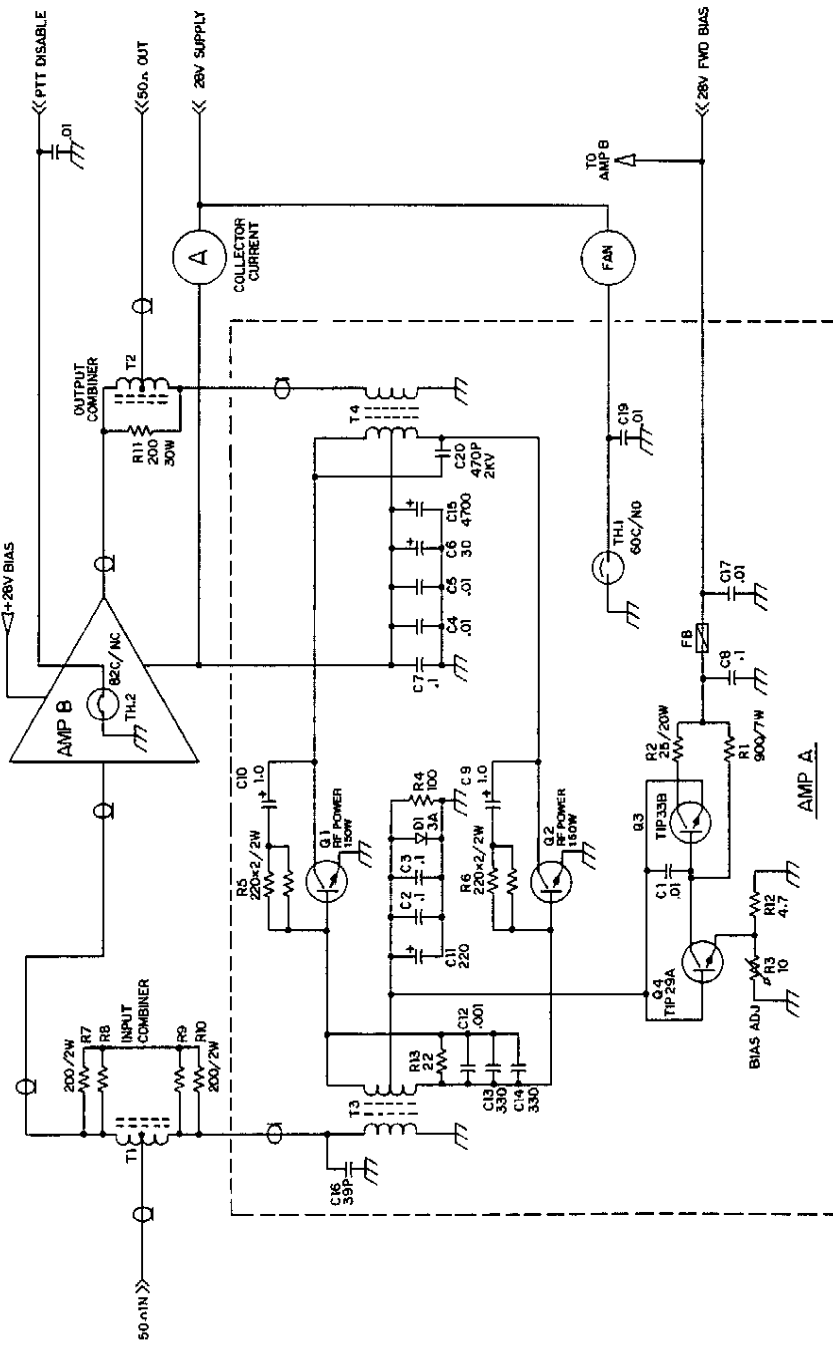 50Ω IN
T1
200/2W
R7
R8
INPUT
COMBINER
R9
R10
200/2W
AMP B
TH.2
82C/NC
+28V BIAS
OUTPUT
COMBINER
R11
200
30W
T2
PTT DISABLE
.01
50Ω OUT
28V SUPPLY
A
COLLECTOR
CURRENT
C16
39P
T3
R13
22
C12
.001
C13
330
C14
330
R5
220x2/2W
C10
1.0
+
Q1
RF POWER
150W
C11
220
+
C2
.1
C3
.1
D1
3A
R4
100
R6
220x2/2W
C9
1.0
+
Q2
RF POWER
150W
C7
.1
C4
.01
C5
.01
C6
30
+
C15
4700
+
T4
C20
470P
2KV
FAN
TH.1
60C/NO
C19
.01
TO
AMP B
28V FWD BIAS
BIAS ADJ
R3
10
R12
4.7
Q4
TIP29A
C1
.01
Q3
TIP33B
R2
25/20W
R1
900/7W
C8
.1
FB
C17
.01
AMP A